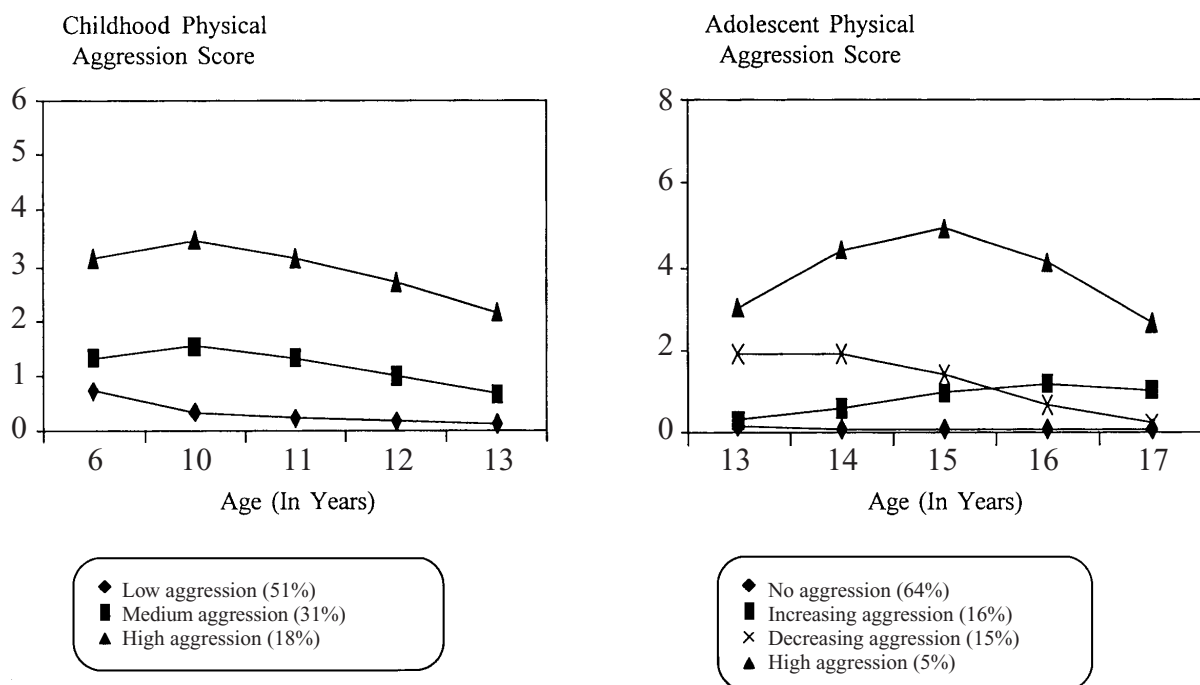 Childhood Physical
Aggression Score
6
5
4
3
2
1
0
6 10 11 12 13
Age (In Years)
Low aggression (51%)
Medium aggression (31%)
High aggression (18%)
Adolescent Physical
Aggression Score
8
6
4
2
0
13 14 15 16 17
Age (In Years)
No aggression (64%)
Increasing aggression (16%)
Decreasing aggression (15%)
High aggression (5%)